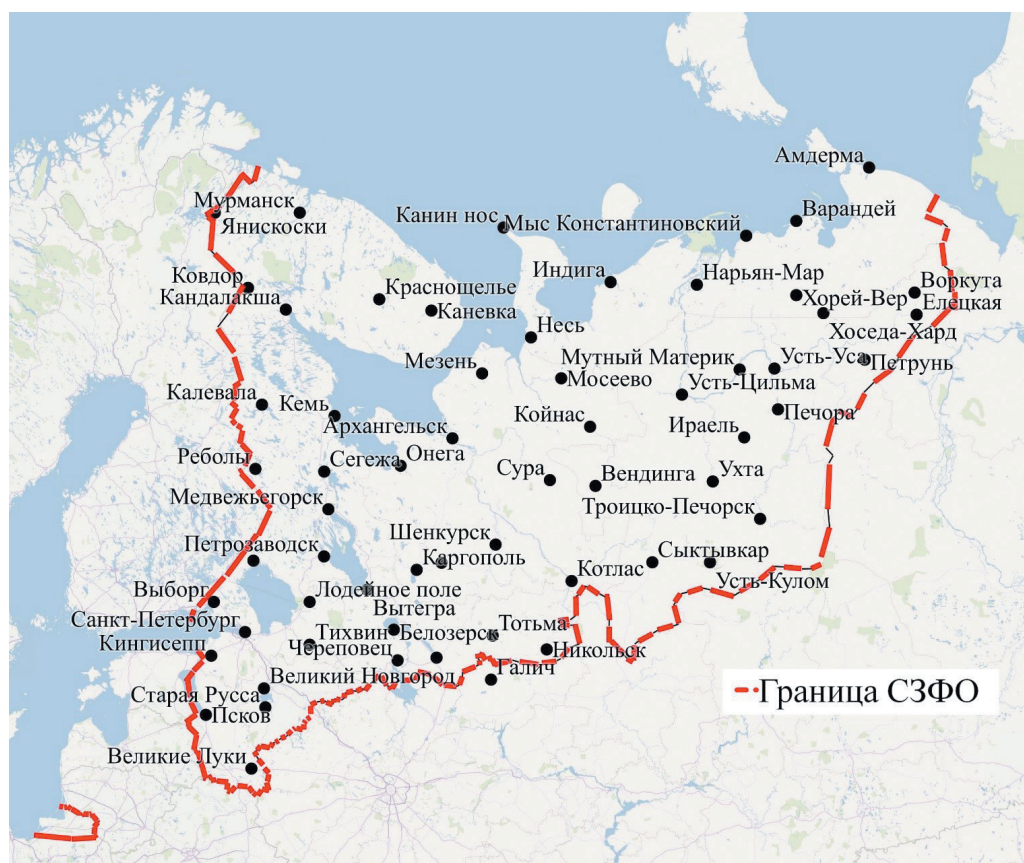 Амдерма
Мурманск
Янискоски
Канин нос
Мыс Константиновский
Варандей
Ковдор
Кандалакша
Краснощелье
Каневка
Индига
Нарьян-Мар
Хорей-Вер
Воркута
Елецкая
Хоседа-Хард
Несь
Мезень
Мутный Материк
Мосеево
Усть-Уса
Петрунь
Усть-Цильма
Калевала
Кемь
Архангельск
Койнас
Печора
Ираель
Реболы
Сегежа
Онега
Сура
Вендинга
Ухта
Медвежьегорск
Троицко-Печорск
Шенкурск
Каргополь
Петрозаводск
Сыктывкар
Усть-Кулом
Котлас
Выборг
Лодейное поле
Вытегра
Санкт-Петербург
Тихвин
Белозерск
Тотьма
Кингисепп
Череповец
Никольск
Великий Новгород
Галич
Старая Русса
Псков
Граница СЗФО
Великие Луки